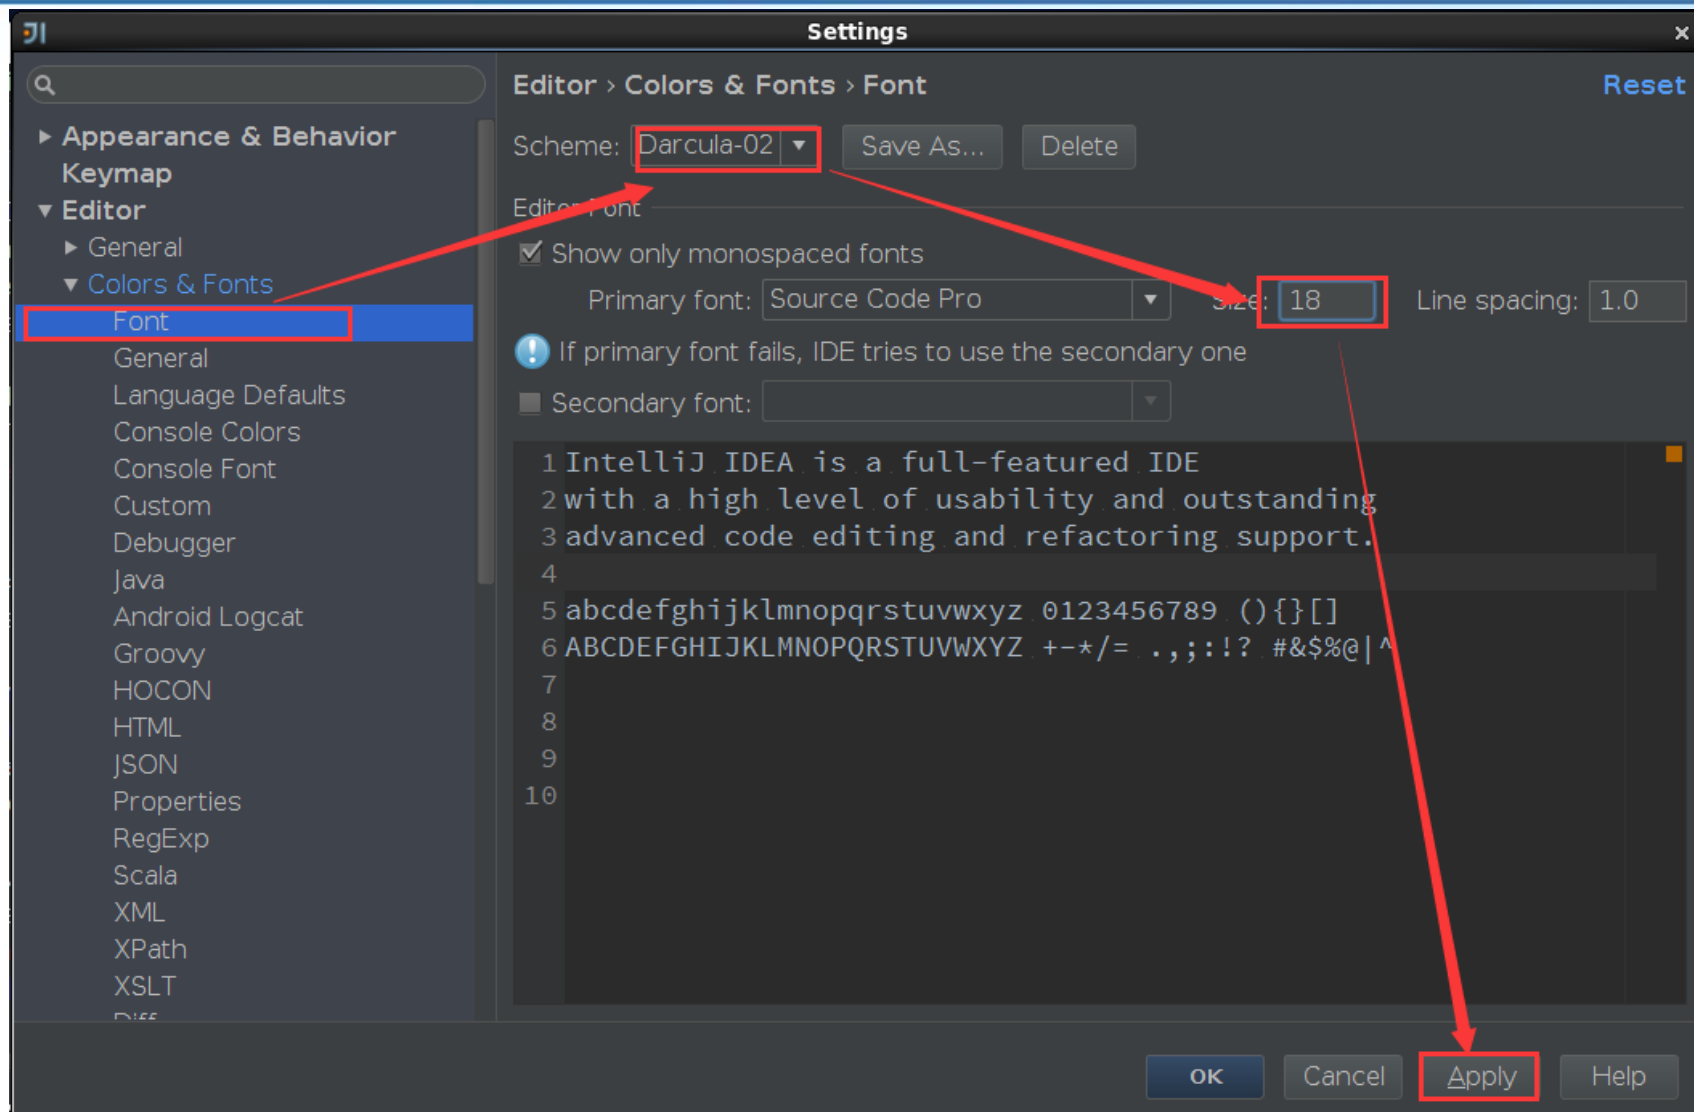 Settings
Editor › Colors & Fonts › Font
Reset
Appearance & Behavior
Keymap
Editor
General
Colors & Fonts
Font
General
Language Defaults
Console Colors
Console Font
Custom
Debugger
Java
Android Logcat
Groovy
HOCON
HTML
JSON
Properties
RegExp
Scala
XML
XPath
XSLT
Diff
Scheme: Darcula-02 Save As... Delete
Editor Font
Show only monospaced fonts
Primary font: Source Code Pro Size: 18 Line spacing: 1.0
If primary font fails, IDE tries to use the secondary one
Secondary font:
1 IntelliJ IDEA is a full-featured IDE
2 with a high level of usability and outstanding
3 advanced code editing and refactoring support.
4
5 abcdefghijklmnopqrstuvwxyz 0123456789 (){}[]
6 ABCDEFGHIJKLMNOPQRSTUVWXYZ +-*/= .,;:!? #&$%@|^
7
8
9
10
OK Cancel Apply Help